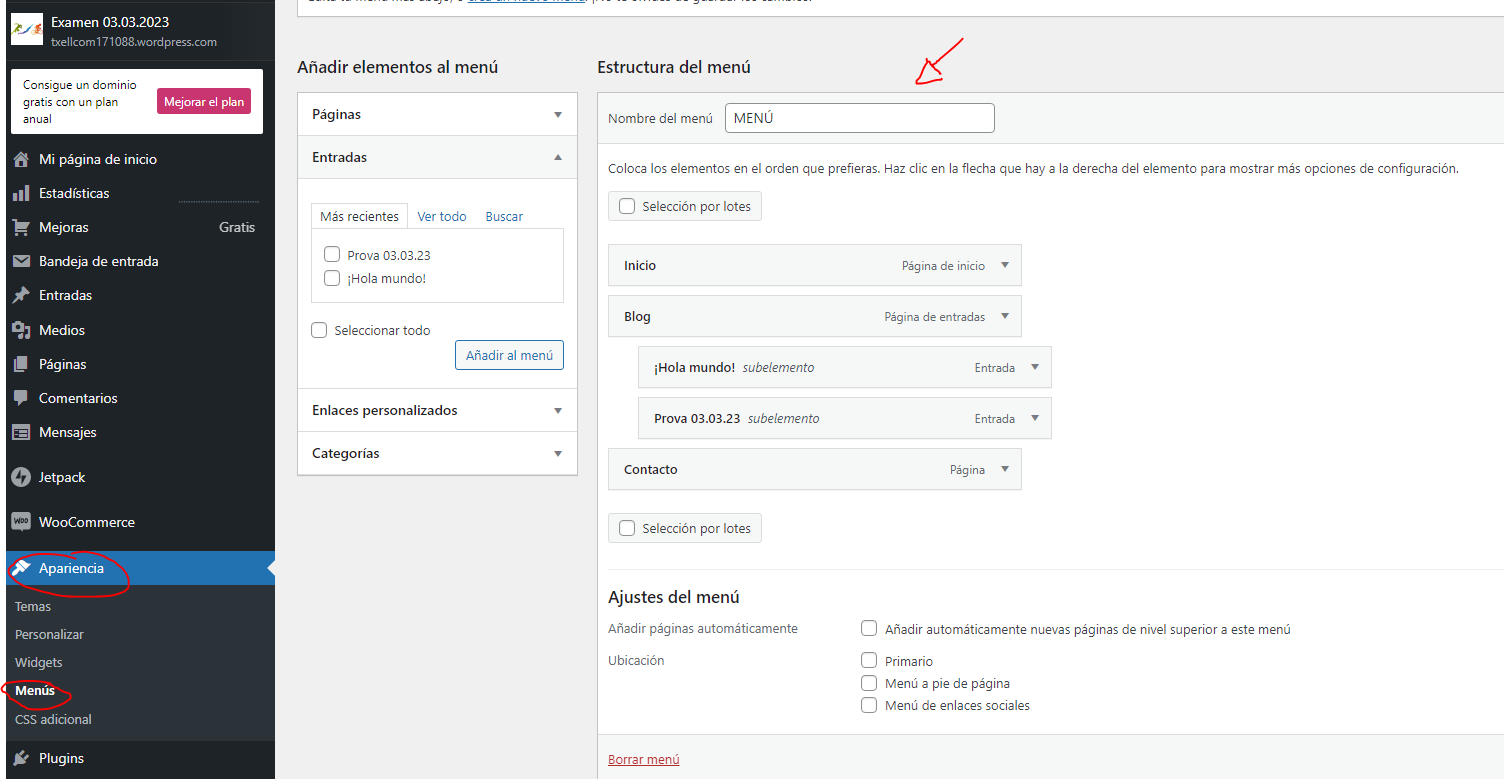 Examen 03.03.2023
txellcom171088.wordpress.com
Consigue un dominio
gratis con un plan
anual
Mejorar el plan
Mi página de inicio
Estadísticas
Mejoras Gratis
Bandeja de entrada
Entradas
Medios
Páginas
Comentarios
Mensajes
Jetpack
WooCommerce
Apariencia
Temas
Personalizar
Widgets
Menús
CSS adicional
Plugins
Añadir elementos al menú
Páginas
Entradas
Más recientes Ver todo Buscar
Prova 03.03.23
¡Hola mundo!
Seleccionar todo
Añadir al menú
Enlaces personalizados
Categorías
Estructura del menú
Nombre del menú MENÚ
Coloca los elementos en el orden que prefieras. Haz clic en la flecha que hay a la derecha del elemento para mostrar más opciones de configuración.
Selección por lotes
Inicio Página de inicio
Blog Página de entradas
¡Hola mundo! subelemento Entrada
Prova 03.03.23 subelemento Entrada
Contacto Página
Selección por lotes
Ajustes del menú
Añadir páginas automáticamente Añadir automáticamente nuevas páginas de nivel superior a este menú
Ubicación Primario
Menú a pie de página
Menú de enlaces sociales
Borrar menú